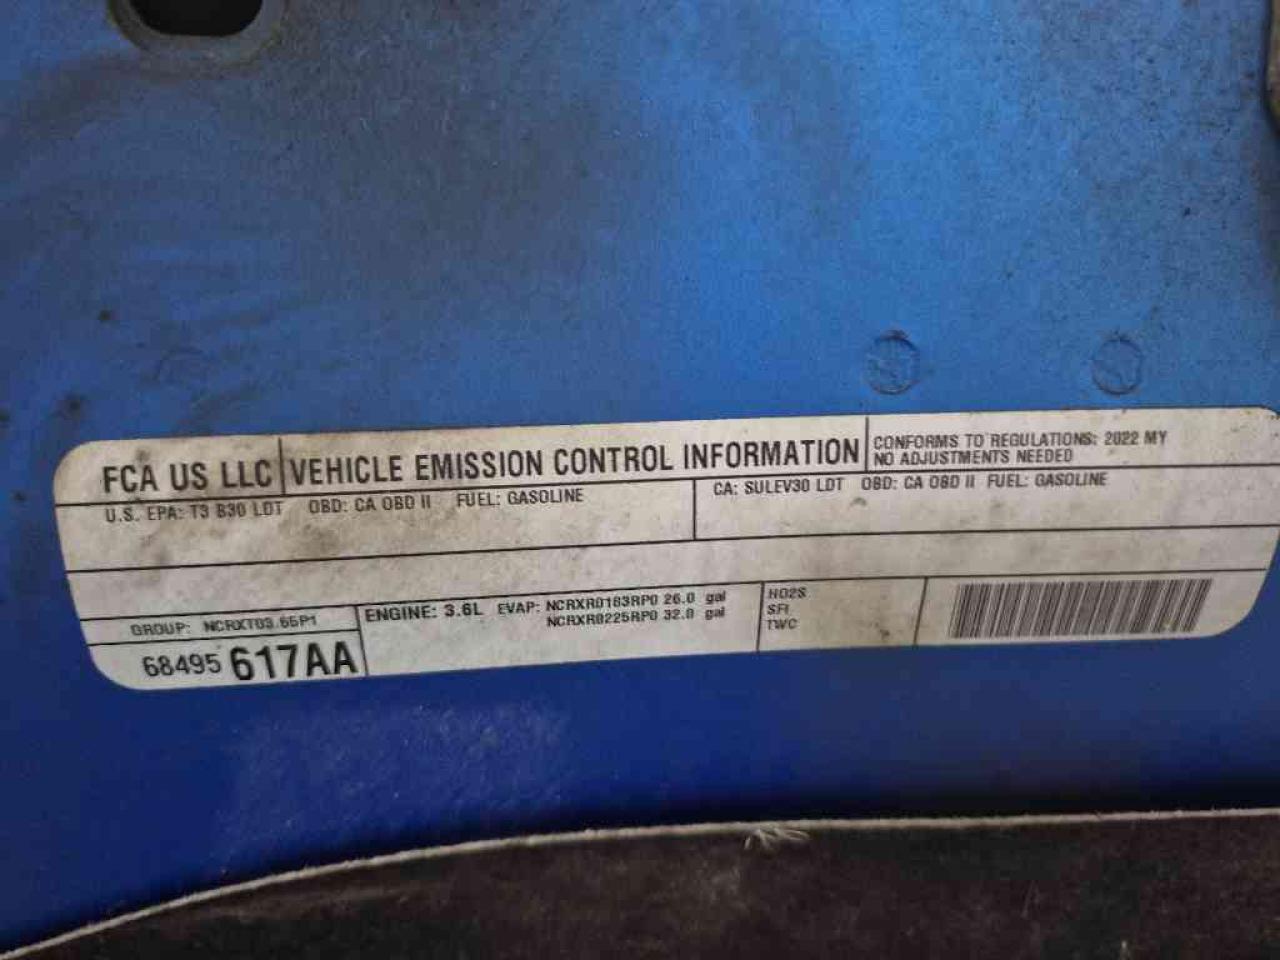 FCA US LLC
VEHICLE EMISSION CONTROL INFORMATION
CONFORMS TO REGULATIONS: 2022 MY
NO ADJUSTMENTS NEEDED
U.S. EPA: T3 B30 LDT OBD: CA OBD II FUEL: GASOLINE
CA: SULEV30 LDT OBD: CA OBD II FUEL: GASOLINE
GROUP: NCRXT03.65P1
68495 617AA
ENGINE: 3.6L EVAP: NCRXR0183RP0 26.0 gal
NCRXR0225RP0 32.0 gal
HO2S
SFI
TWC